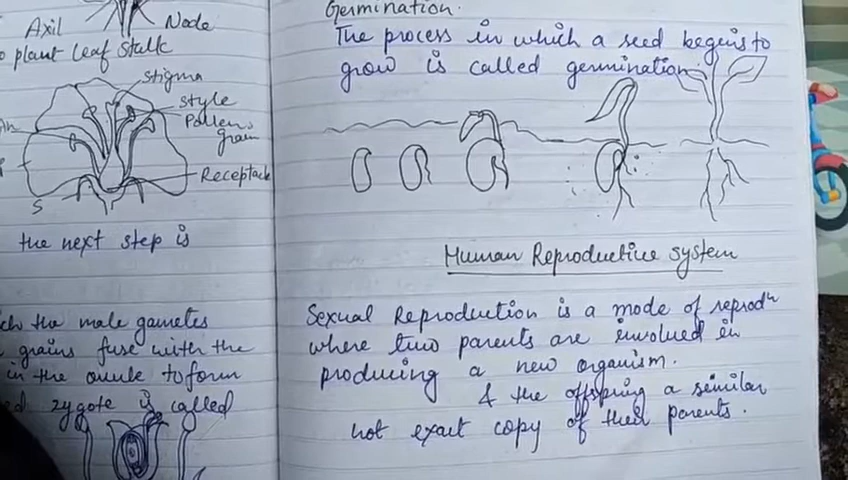 Axil
Node
plant leaf stalk
Stigma
style
Pollen
grain
Receptacle
S
the next step is
the male gametes
grains fuse with the
in the ovule to form
zygote is called
Germination.
The process in which a seed begins to
grow is called germination.
Human Reproductive system
Sexual Reproduction is a mode of reprodⁿ
where two parents are involved in
producing a new organism.
& the offspring a similar
not exact copy of their parents.